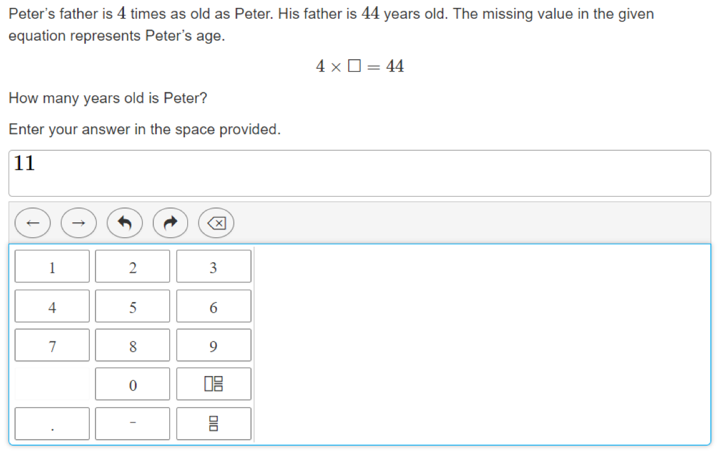 Peter's father is 4 times as old as Peter. His father is 44 years old. The missing value in the given
equation represents Peter's age.
4 × □ = 44
How many years old is Peter?
Enter your answer in the space provided.
11
1 2 3
4 5 6
7 8 9
0
. −